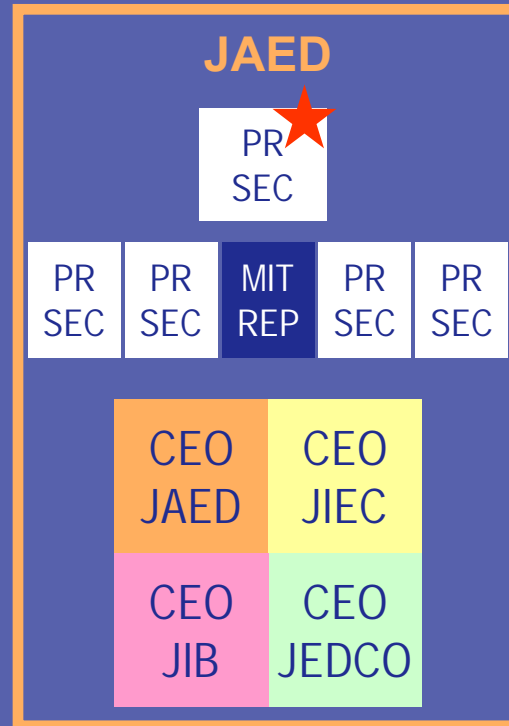 JAED
PR
SEC
PR SEC
PR SEC
MIT REP
PR SEC
PR SEC
CEO
JAED
CEO
JIEC
CEO
JIB
CEO
JEDCO